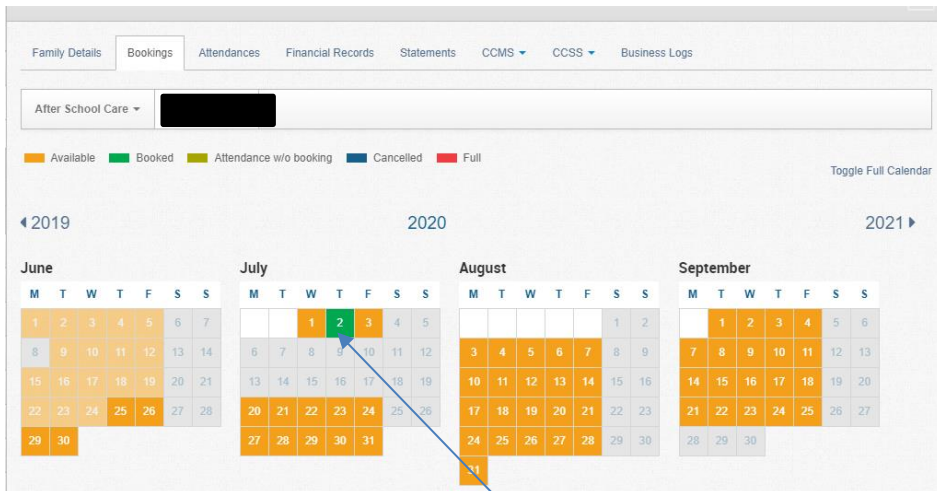 Family Details Bookings Attendances Financial Records Statements CCMS CCSS Business Logs
After School Care
Available Booked Attendance w/o booking Cancelled Full
Toggle Full Calendar
2019 2020 2021
June July August September
M T W T F S S M T W T F S S M T W T F S S M T W T F S S
1 2 3 4 5 6 7 1 2 3 4 5 1 2 1 2 3 4 5 6
8 9 10 11 12 13 14 6 7 8 9 10 11 12 3 4 5 6 7 8 9 7 8 9 10 11 12 13
15 16 17 18 19 20 21 13 14 15 16 17 18 19 10 11 12 13 14 15 16 14 15 16 17 18 19 20
22 23 24 25 26 27 28 20 21 22 23 24 25 26 17 18 19 20 21 22 23 21 22 23 24 25 26 27
29 30 27 28 29 30 31 24 25 26 27 28 29 30 28 29 30
31